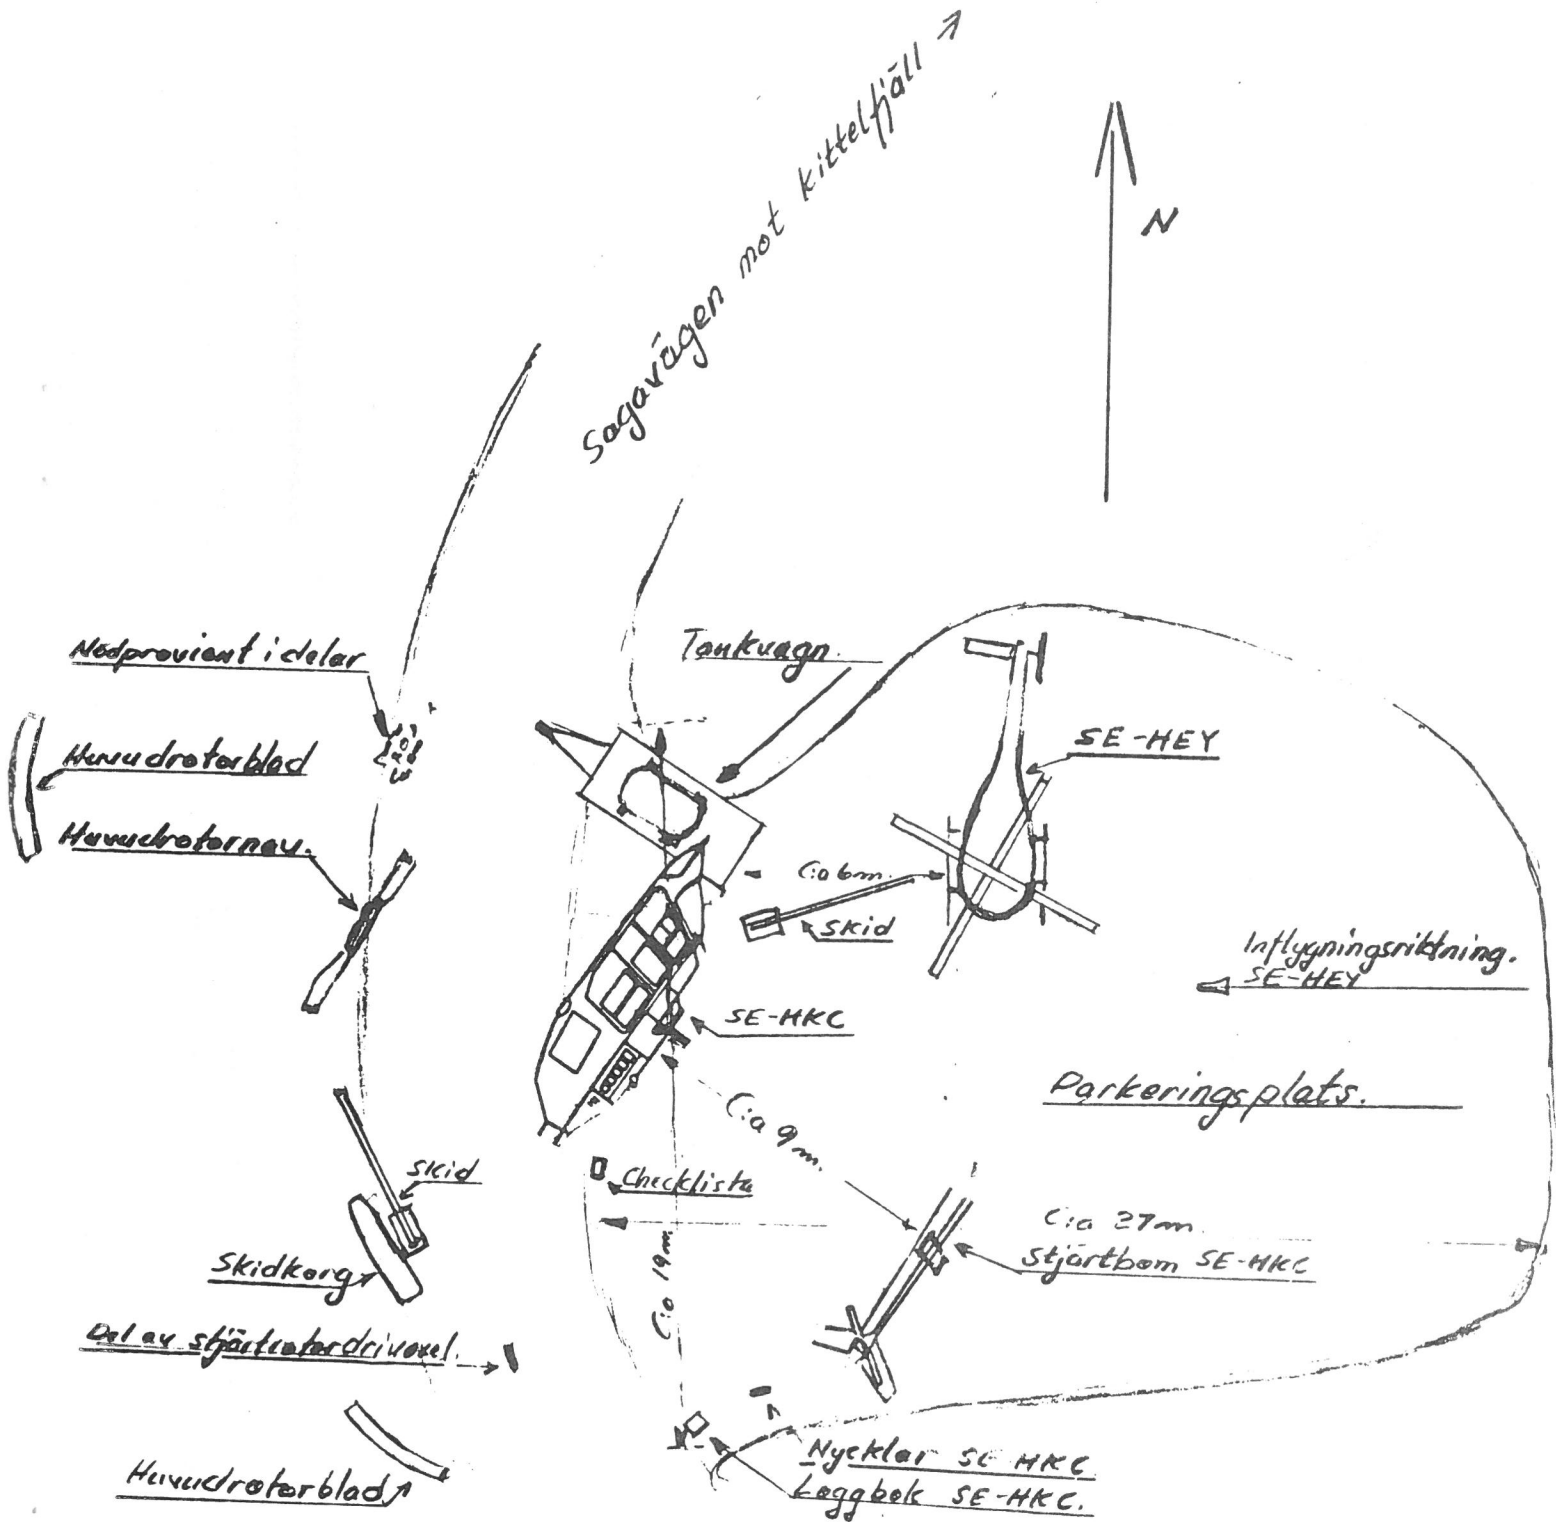 Sagavägen mot kittelfjäll
N
Nödproviant i delar
Tankvagn.
SE-HEY
Huvudrotorblad
Huvudrotornav.
C:a 6m.
skid
Inflygningsriktning.
SE-HEY
SE-HKC
Parkeringsplats.
C:a 9m.
skid
Checklista
C:a 27m.
Stjärtbom SE-HKC
Skidkorg
C:a 19m.
Del av stjärtrotordrivaxel.
Nycklar SE-HKC
Loggbok SE-HKC.
Huvudrotorblad